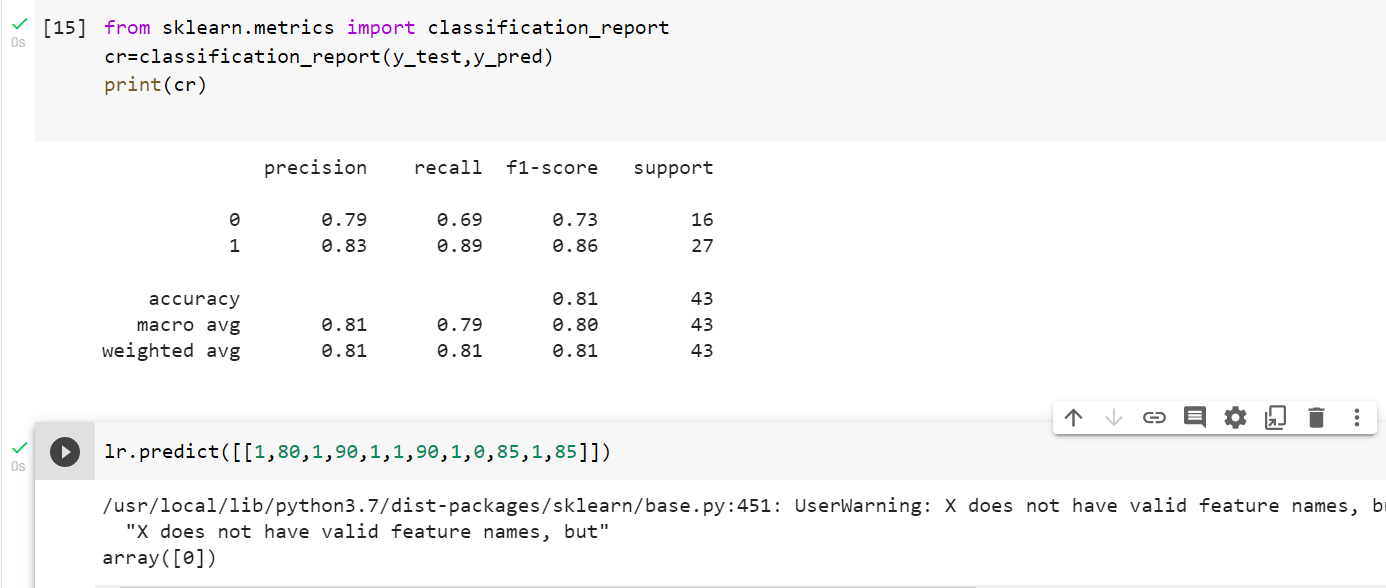 [15] from sklearn.metrics import classification_report
0s
cr=classification_report(y_test,y_pred)
print(cr)
precision recall f1-score support
0 0.79 0.69 0.73 16
1 0.83 0.89 0.86 27
accuracy 0.81 43
macro avg 0.81 0.79 0.80 43
weighted avg 0.81 0.81 0.81 43
lr.predict([[1,80,1,90,1,1,90,1,0,85,1,85]])
0s
/usr/local/lib/python3.7/dist-packages/sklearn/base.py:451: UserWarning: X does not have valid feature names,
"X does not have valid feature names, but"
array([0])